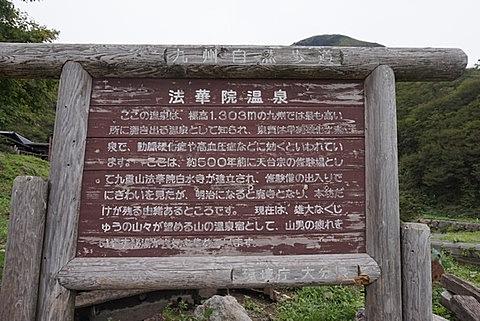 九州自然歩道
法華院温泉
ここの温泉は、標高1,303mの九州では最も高い
所に湧き出る温泉として知られ、泉質は
泉で、動脈硬化症や高血圧症などに効くといわれてい
ます。 ここは、約500年前に天台宗の修験場とし
て九重山法華院白水寺が建立され、修験僧の出入りで
にぎわいを見たが、明治になると廃寺となり、本坊だ
けが残る由緒あるところです。 現在は、雄大なくじ
ゅうの山々が望める山の温泉宿として、山男の疲れを
環境庁 大分県